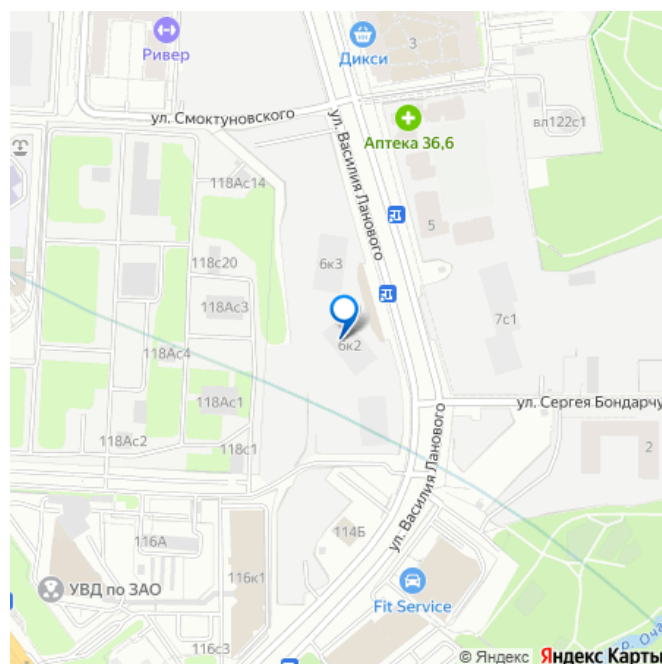 Ривер
Дикси
3
ул. Смоктуновского
Аптека 36,6
вл122с1
ул. Василия Ланового
118Ас14
5
118с20
6к3
118Ас3
7с1
6к2
118Ас4
118Ас1
ул. Сергея Бондарчу
118Ас2
118с1
2
ул. Василия Ланового
114Б
116А
УВД по ЗАО
116к1
Fit Service
116с3
р. Оча
© Яндекс Яндекс Карты